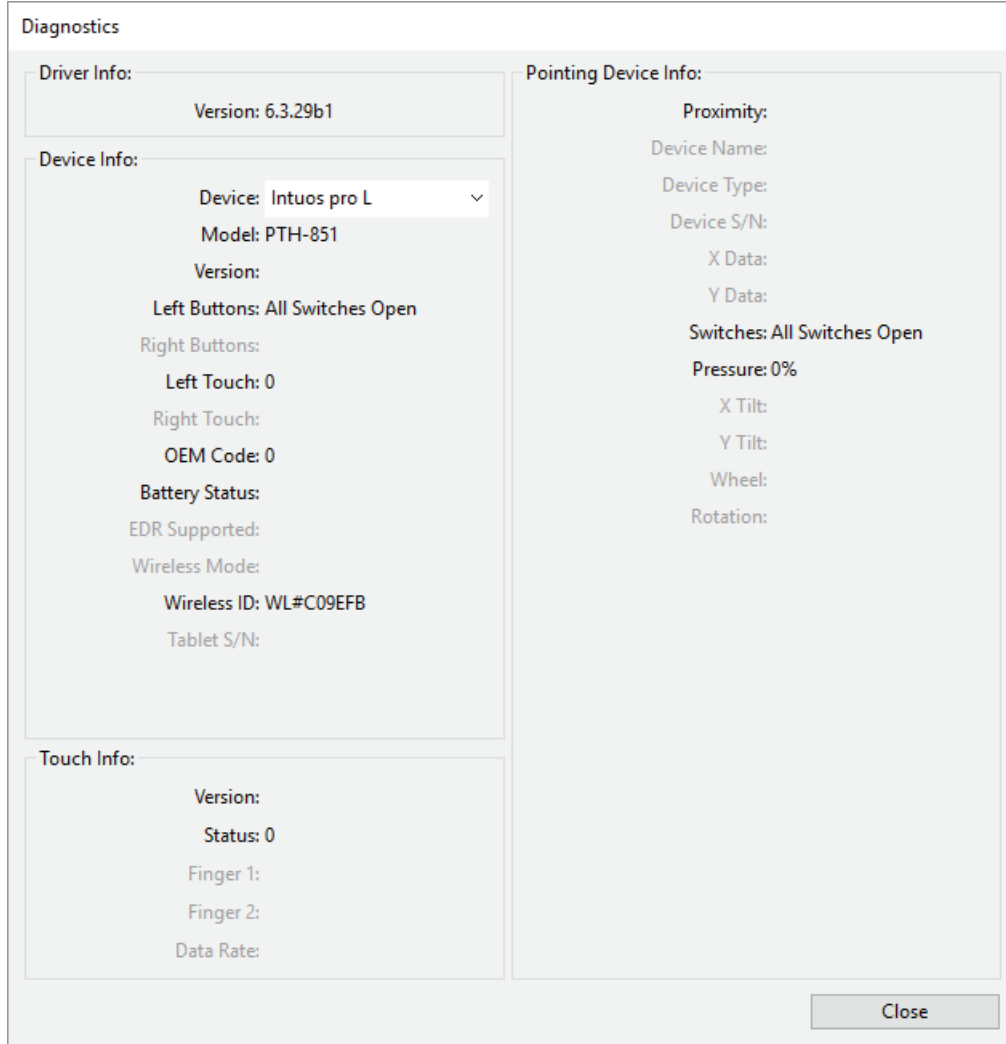 Diagnostics
Driver Info:
Version: 6.3.29b1
Device Info:
Device: Intuos pro L
Model: PTH-851
Version:
Left Buttons: All Switches Open
Right Buttons:
Left Touch: 0
Right Touch:
OEM Code: 0
Battery Status:
EDR Supported:
Wireless Mode:
Wireless ID: WL#C09EFB
Tablet S/N:
Touch Info:
Version:
Status: 0
Finger 1:
Finger 2:
Data Rate:
Pointing Device Info:
Proximity:
Device Name:
Device Type:
Device S/N:
X Data:
Y Data:
Switches: All Switches Open
Pressure: 0%
X Tilt:
Y Tilt:
Wheel:
Rotation:
Close